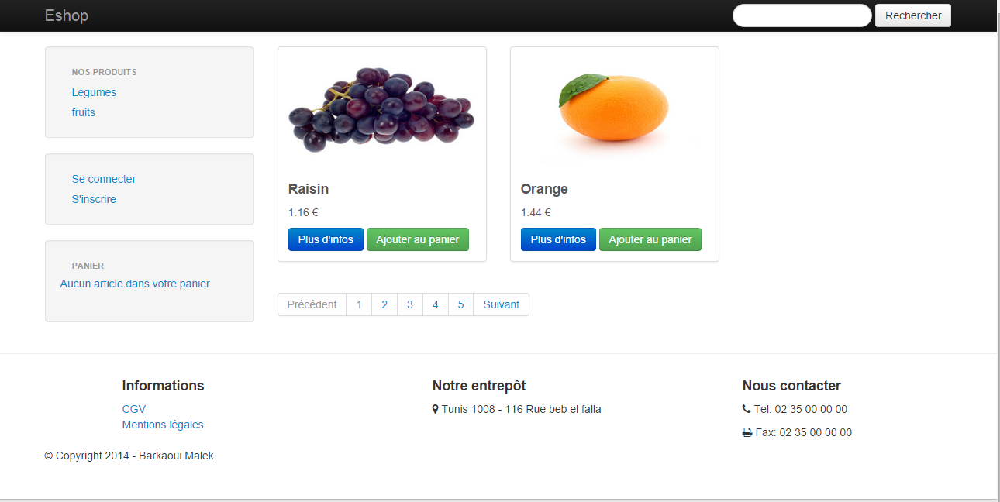 Eshop
Rechercher
NOS PRODUITS
Légumes
fruits
Se connecter
S'inscrire
PANIER
Aucun article dans votre panier
Raisin
1.16 €
Plus d'infos Ajouter au panier
Orange
1.44 €
Plus d'infos Ajouter au panier
Précédent 1 2 3 4 5 Suivant
Informations
CGV
Mentions légales
Notre entrepôt
Tunis 1008 - 116 Rue beb el falla
Nous contacter
Tel: 02 35 00 00 00
Fax: 02 35 00 00 00
© Copyright 2014 - Barkaoui Malek